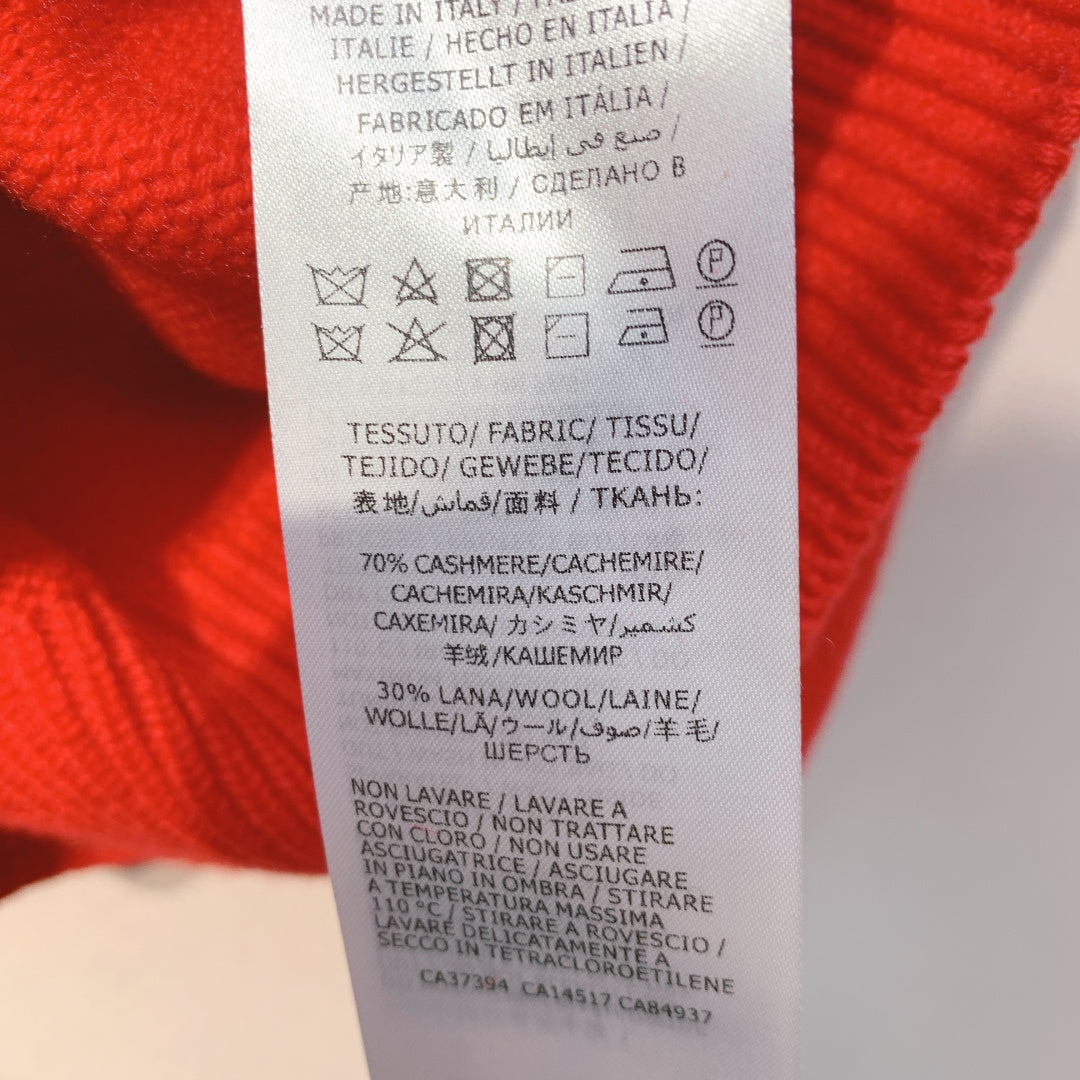 MADE IN ITALY /
ITALIE / HECHO EN ITALIA /
HERGESTELLT IN ITALIEN /
FABRICADO EM ITÁLIA /
イタリア製 / صنع في إيطاليا /
产地:意大利 / СДЕЛАНО В
ИТАЛИИ
P
P
TESSUTO/ FABRIC/ TISSU/
TEJIDO/ GEWEBE/TECIDO/
表地/قماش/面料 / ТКАНЬ:
70% CASHMERE/CACHEMIRE/
CACHEMIRA/KASCHMIR/
CAXEMIRA/ カシミヤ/كشمير/
羊绒/КАШЕМИР
30% LANA/WOOL/LAINE/
WOLLE/LÃ/ウール/صوف/羊毛/
ШЕРСТЬ
NON LAVARE / LAVARE A
ROVESCIO / NON TRATTARE
CON CLORO / NON USARE
ASCIUGATRICE / ASCIUGARE
IN PIANO IN OMBRA / STIRARE
A TEMPERATURA MASSIMA
110 °C / STIRARE A ROVESCIO /
LAVARE DELICATAMENTE A
SECCO IN TETRACLOROETILENE
CA37394 CA14517 CA84937